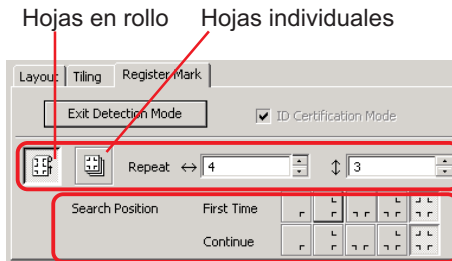 Hojas en rollo Hojas individuales
Layout Tiling Register Mark
Exit Detection Mode ID Certification Mode
Repeat ↔ 4 ↕ 3
Search Position First Time
Continue